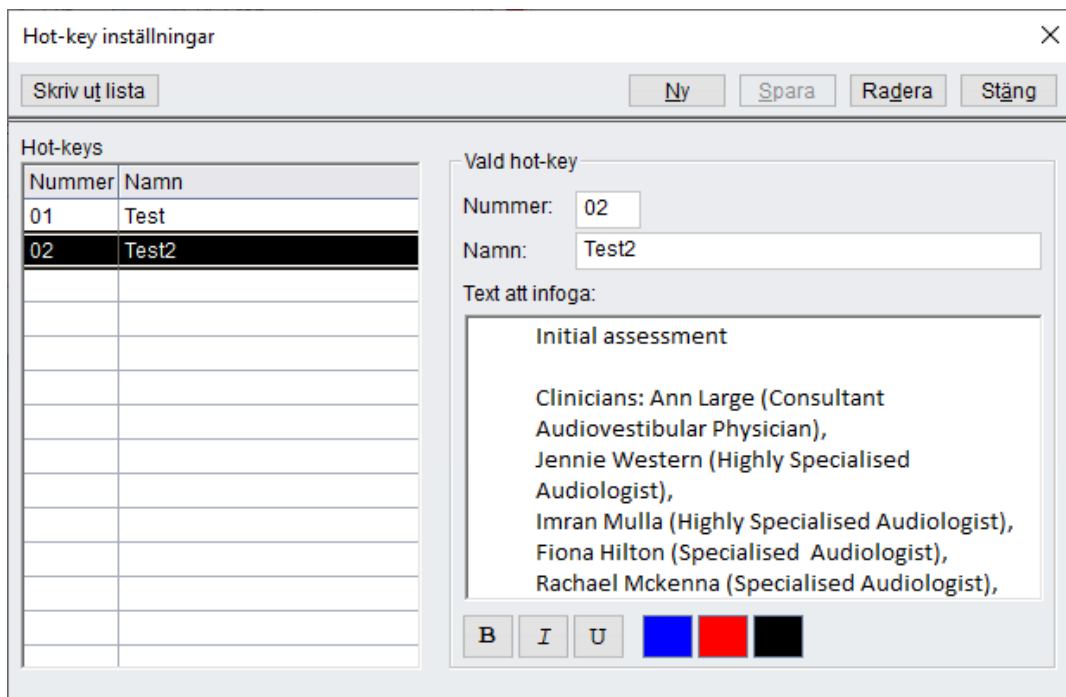 Hot-key inställningar
Skriv ut lista
Ny
Spara
Radera
Stäng
Hot-keys
Nummer Namn
01 Test
02 Test2
Vald hot-key
Nummer: 02
Namn: Test2
Text att infoga:
Initial assessment
Clinicians: Ann Large (Consultant
Audiovestibular Physician),
Jennie Western (Highly Specialised
Audiologist),
Imran Mulla (Highly Specialised Audiologist),
Fiona Hilton (Specialised  Audiologist),
Rachael Mckenna (Specialised Audiologist),
B I U